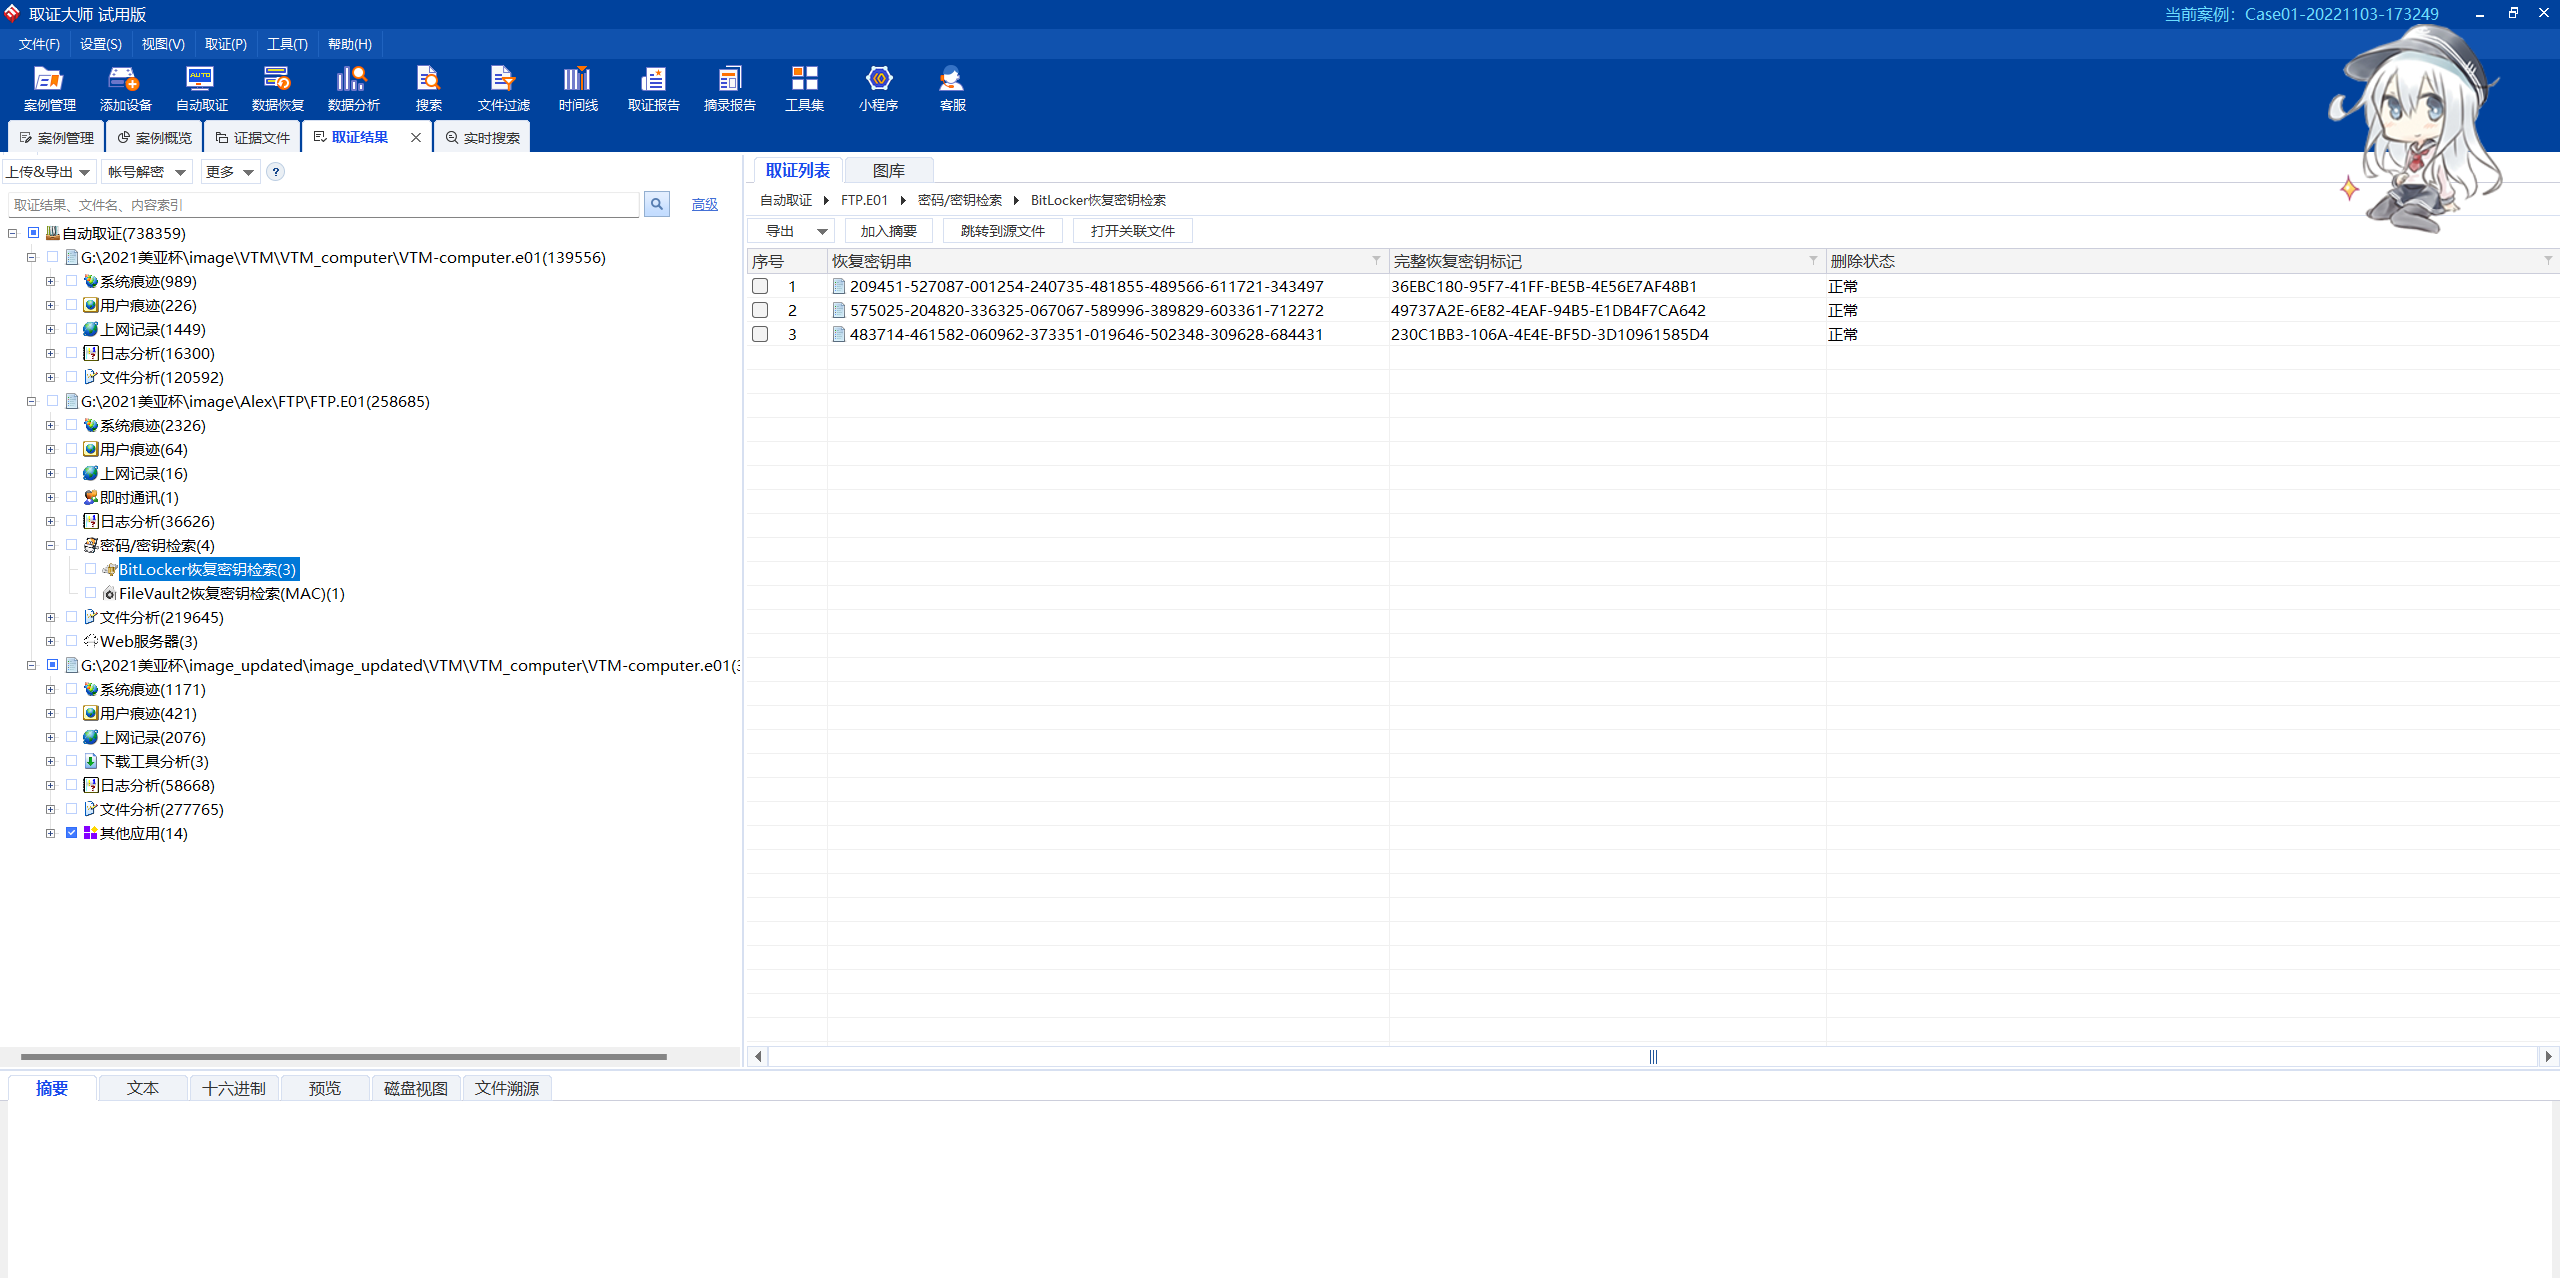 取证大师 试用版
当前案例：Case01-20221103-173249
文件(F) 设置(S) 视图(V) 取证(P) 工具(T) 帮助(H)
案例管理 添加设备 自动取证 数据恢复 数据分析 搜索 文件过滤 时间线 取证报告 摘录报告 工具集 小程序 客服
案例管理 案例概览 证据文件 取证结果 实时搜索
上传&导出 帐号解密 更多 ?
取证结果、文件名、内容索引 高级
自动取证(738359)
G:\2021美亚杯\image\VTM\VTM_computer\VTM-computer.e01(139556)
系统痕迹(989)
用户痕迹(226)
上网记录(1449)
日志分析(16300)
文件分析(120592)
G:\2021美亚杯\image\Alex\FTP\FTP.E01(258685)
系统痕迹(2326)
用户痕迹(64)
上网记录(16)
即时通讯(1)
日志分析(36626)
密码/密钥检索(4)
BitLocker恢复密钥检索(3)
FileVault2恢复密钥检索(MAC)(1)
文件分析(219645)
Web服务器(3)
G:\2021美亚杯\image_updated\image_updated\VTM\VTM_computer\VTM-computer.e01(
系统痕迹(1171)
用户痕迹(421)
上网记录(2076)
下载工具分析(3)
日志分析(58668)
文件分析(277765)
其他应用(14)
取证列表 图库
自动取证 FTP.E01 密码/密钥检索 BitLocker恢复密钥检索
导出 加入摘要 跳转到源文件 打开关联文件
序号 恢复密钥串 完整恢复密钥标记 删除状态
1 209451-527087-001254-240735-481855-489566-611721-343497 36EBC180-95F7-41FF-BE5B-4E56E7AF48B1 正常
2 575025-204820-336325-067067-589996-389829-603361-712272 49737A2E-6E82-4EAF-94B5-E1DB4F7CA642 正常
3 483714-461582-060962-373351-019646-502348-309628-684431 230C1BB3-106A-4E4E-BF5D-3D10961585D4 正常
摘要 文本 十六进制 预览 磁盘视图 文件溯源